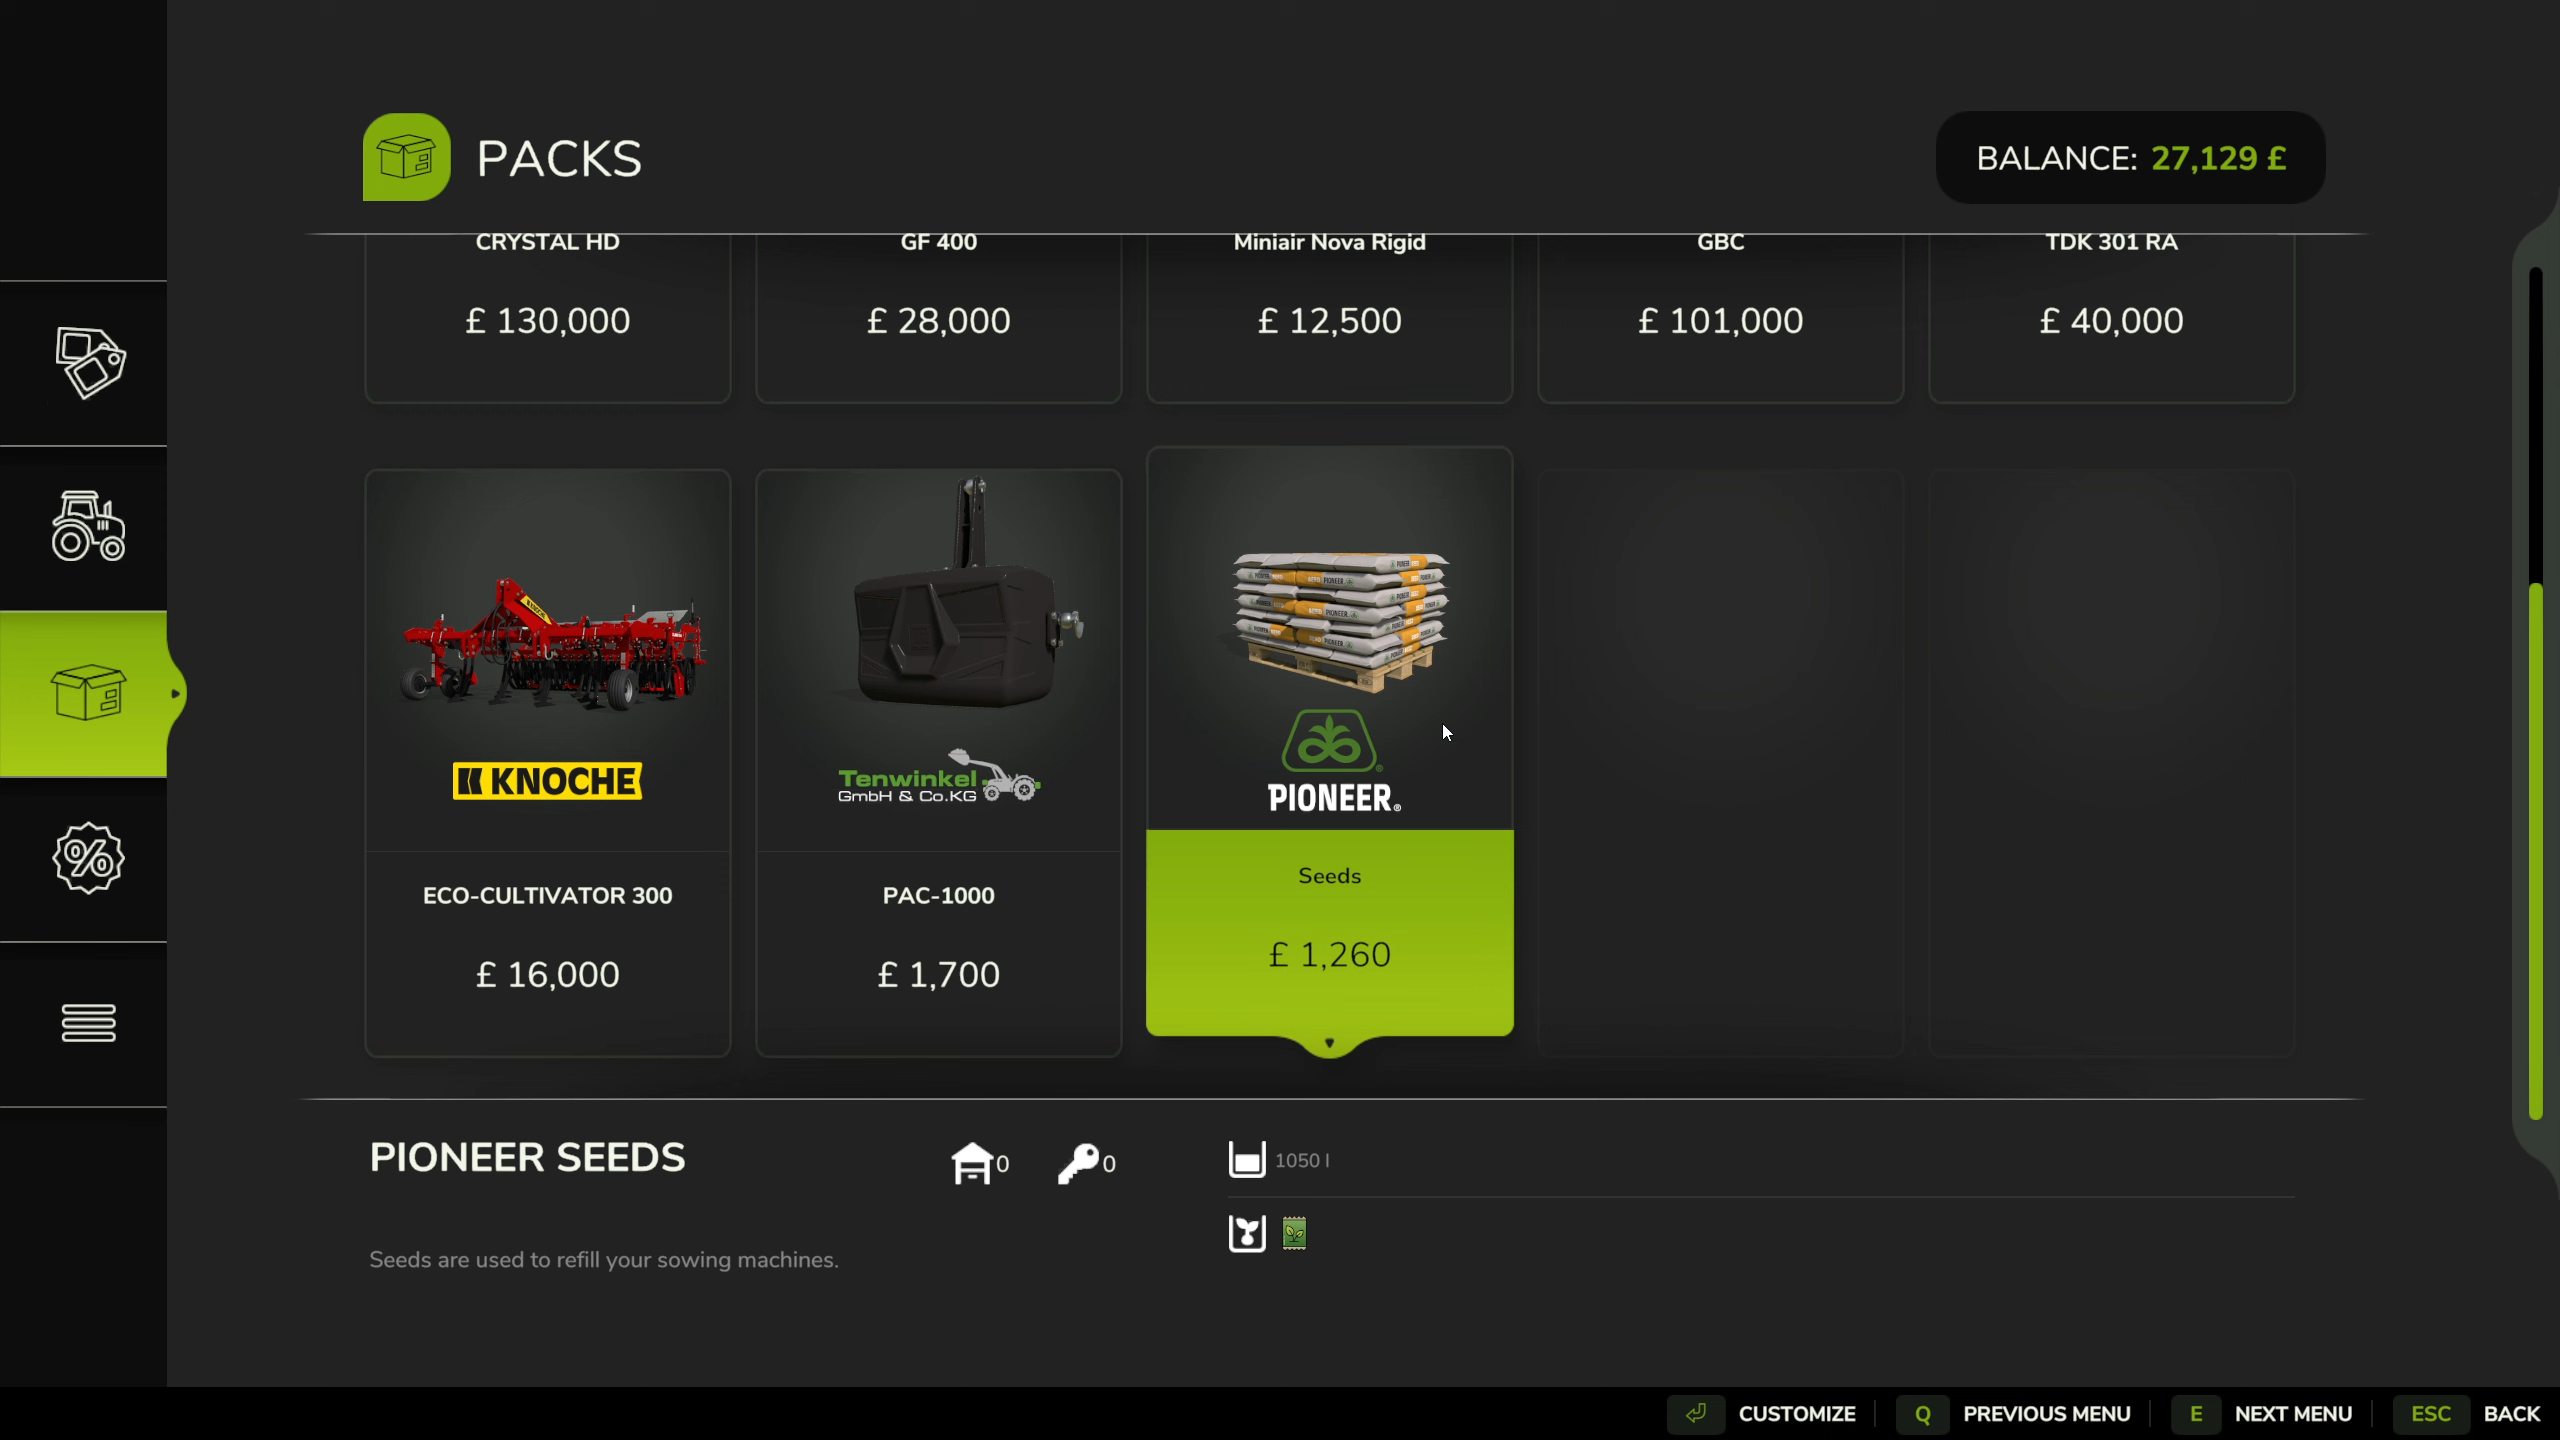 PACKS
BALANCE: 27,129 £
CRYSTAL HD
£ 130,000
GF 400
£ 28,000
Miniair Nova Rigid
£ 12,500
GBC
£ 101,000
TDK 301 RA
£ 40,000
KNOCHE
ECO-CULTIVATOR 300
£ 16,000
Tenwinkel
GmbH & Co.KG
PAC-1000
£ 1,700
PIONEER®
Seeds
£ 1,260
PIONEER SEEDS
0
0
1050 l
Seeds are used to refill your sowing machines.
CUSTOMIZE
Q PREVIOUS MENU
E NEXT MENU
ESC BACK